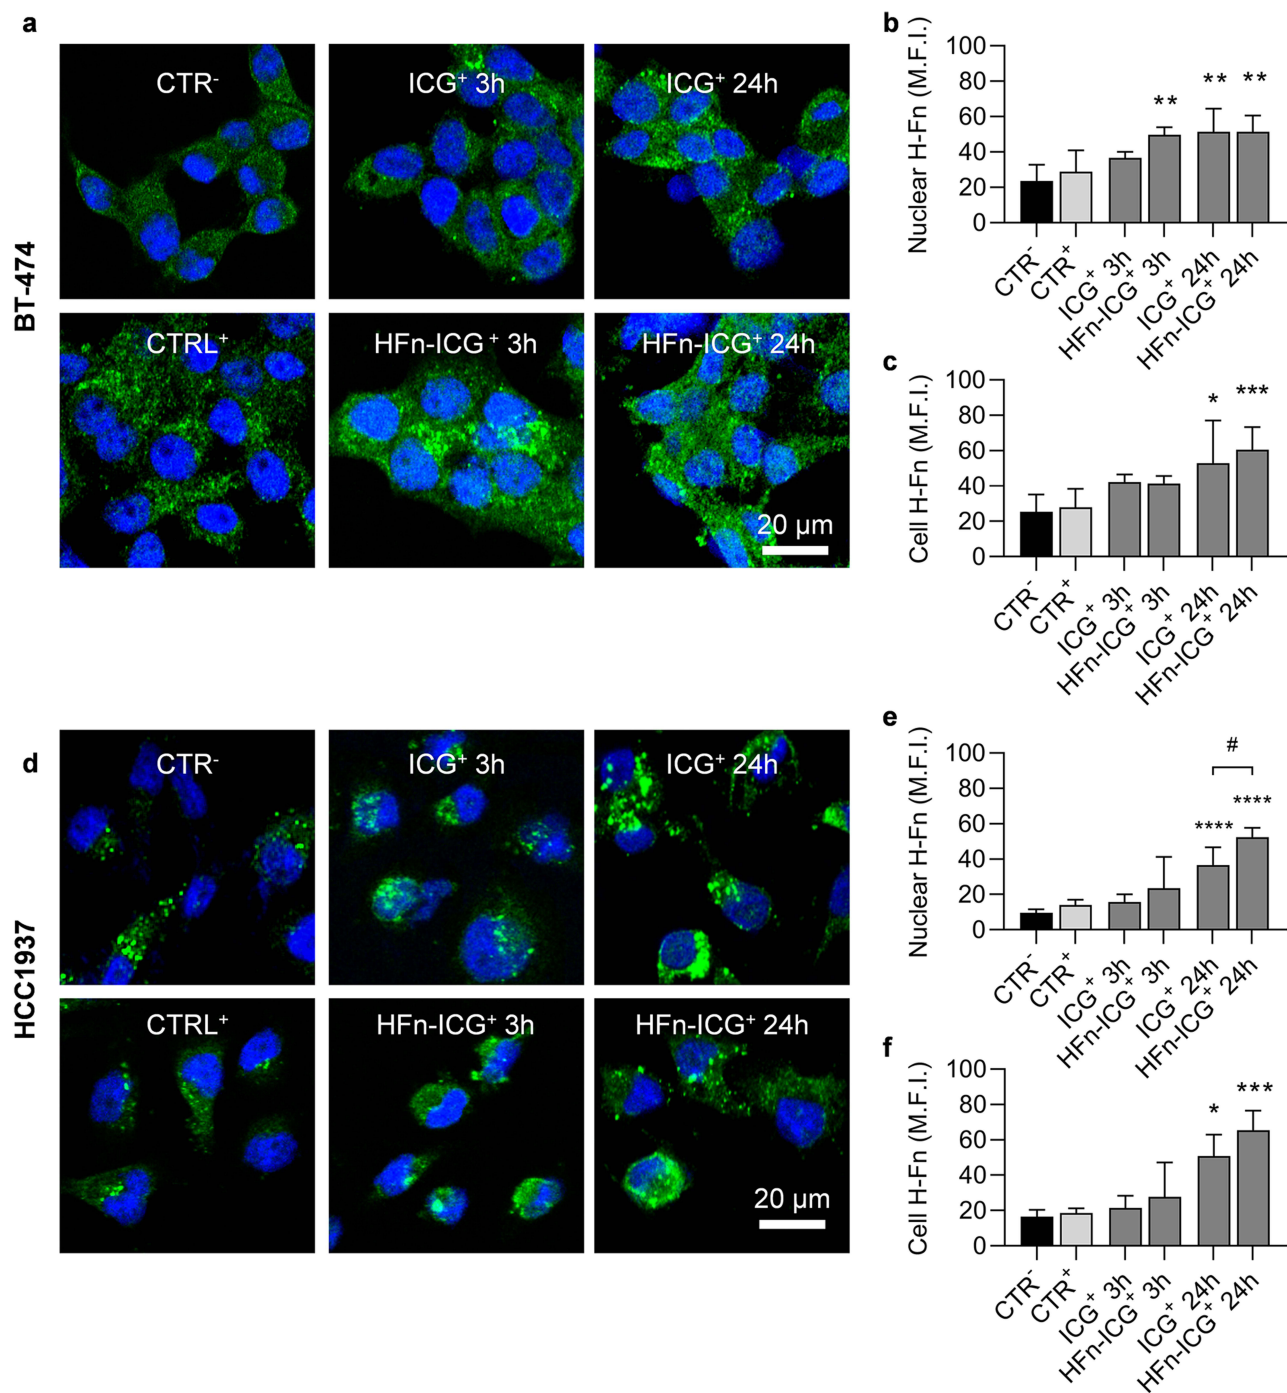 a
BT-474
CTR-
ICG+ 3h
ICG+ 24h
CTRL+
HFn-ICG + 3h
HFn-ICG+ 24h
20 µm
b
Nuclear H-Fn (M.F.I.)
100
80
60
40
20
0
**
**
**
CTR-
CTR+
ICG+ 3h
HFn-ICG+ 3h
ICG+ 24h
HFn-ICG+ 24h
c
Cell H-Fn (M.F.I.)
100
80
60
40
20
0
*
***
CTR-
CTR+
ICG+ 3h
HFn-ICG+ 3h
ICG+ 24h
HFn-ICG+ 24h
d
HCC1937
CTR-
ICG+ 3h
ICG+ 24h
CTRL+
HFn-ICG+ 3h
HFn-ICG+ 24h
20 µm
e
Nuclear H-Fn (M.F.I.)
100
80
60
40
20
0
#
****
****
CTR-
CTR+
ICG+ 3h
HFn-ICG+ 3h
ICG+ 24h
HFn-ICG+ 24h
f
Cell H-Fn (M.F.I.)
100
80
60
40
20
0
*
***
CTR-
CTR+
ICG+ 3h
HFn-ICG+ 3h
ICG+ 24h
HFn-ICG+ 24h